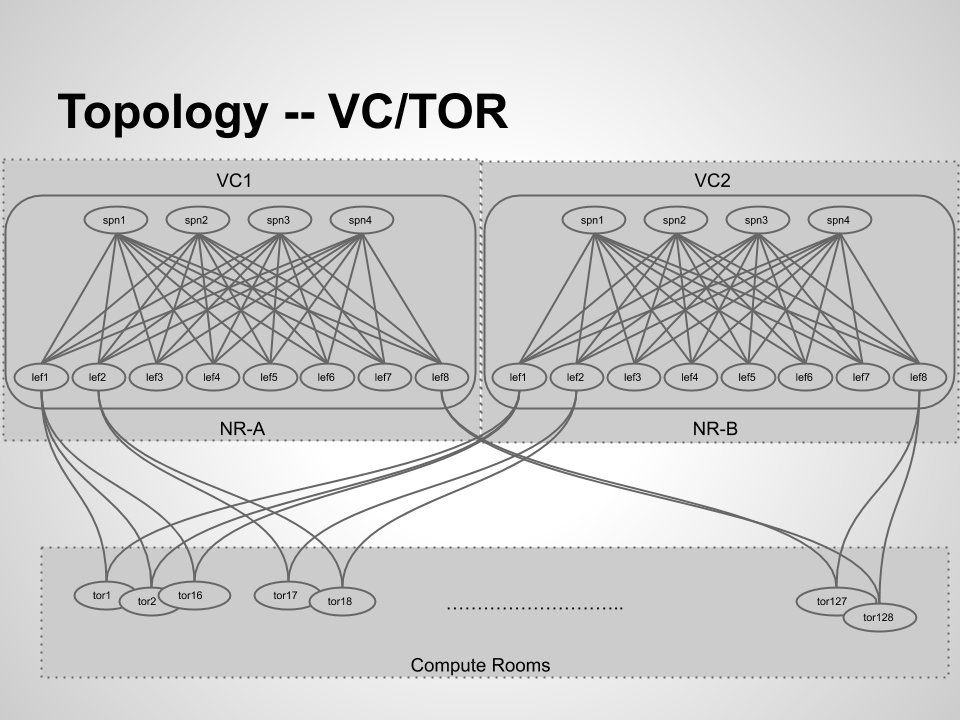 Topology -- VC/TOR
VC1
VC2
spn1 spn2 spn3 spn4
spn1 spn2 spn3 spn4
lef1 lef2 lef3 lef4 lef5 lef6 lef7 lef8
lef1 lef2 lef3 lef4 lef5 lef6 lef7 lef8
NR-A
NR-B
tor1 tor2 tor16 tor17 tor18 ................................ tor127 tor128
Compute Rooms